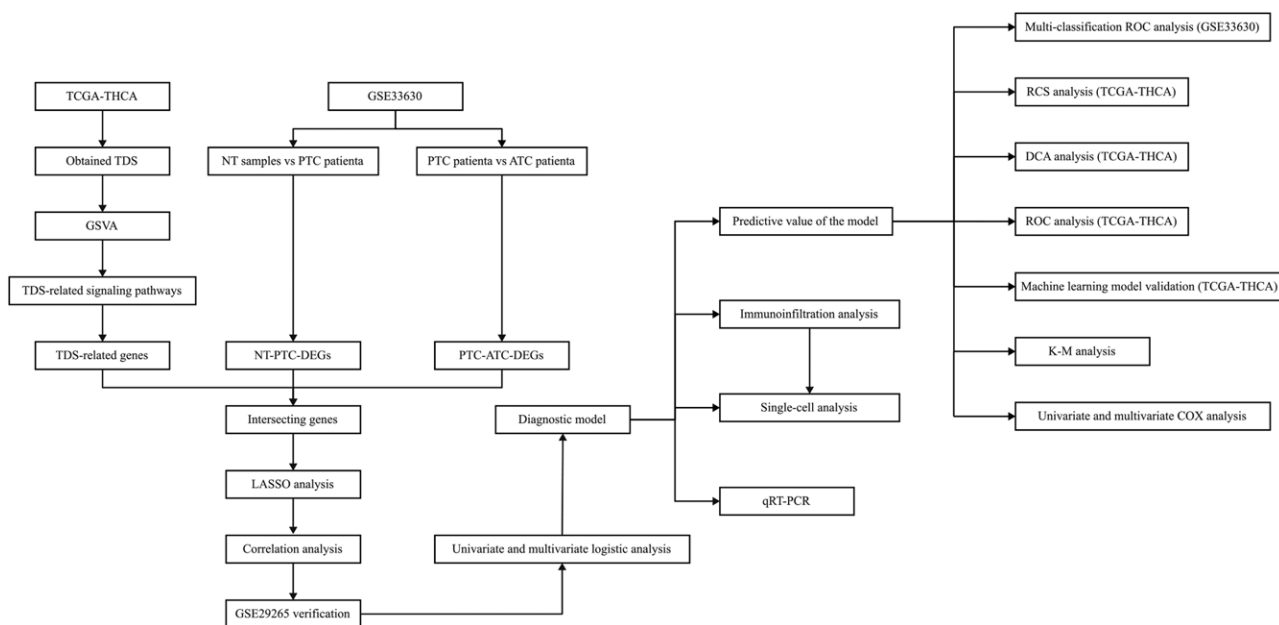 Multi-classification ROC analysis (GSE33630)
TCGA-THCA
GSE33630
RCS analysis (TCGA-THCA)
Obtained TDS
NT samples vs PTC patienta
PTC patienta vs ATC patienta
DCA analysis (TCGA-THCA)
GSVA
Predictive value of the model
ROC analysis (TCGA-THCA)
TDS-related signaling pathways
Immunoinfiltration analysis
Machine learning model validation (TCGA-THCA)
TDS-related genes
NT-PTC-DEGs
PTC-ATC-DEGs
K-M analysis
Intersecting genes
Diagnostic model
Single-cell analysis
Univariate and multivariate COX analysis
LASSO analysis
qRT-PCR
Correlation analysis
Univariate and multivariate logistic analysis
GSE29265 verification